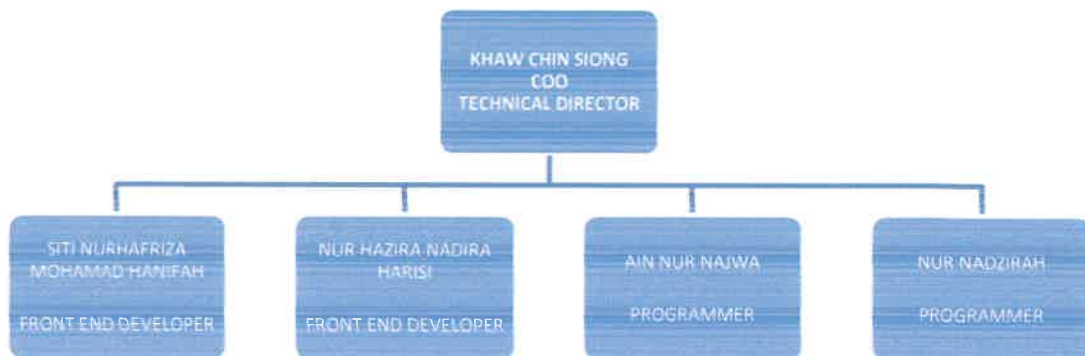 KHAW CHIN SIONG
COO
TECHNICAL DIRECTOR
SITI NURHAFRIZA
MOHAMAD HANIFAH
FRONT END DEVELOPER
NUR HAZIRA NADIRA
HARISI
FRONT END DEVELOPER
AIN NUR NAJWA
PROGRAMMER
NUR NADZIRAH
PROGRAMMER